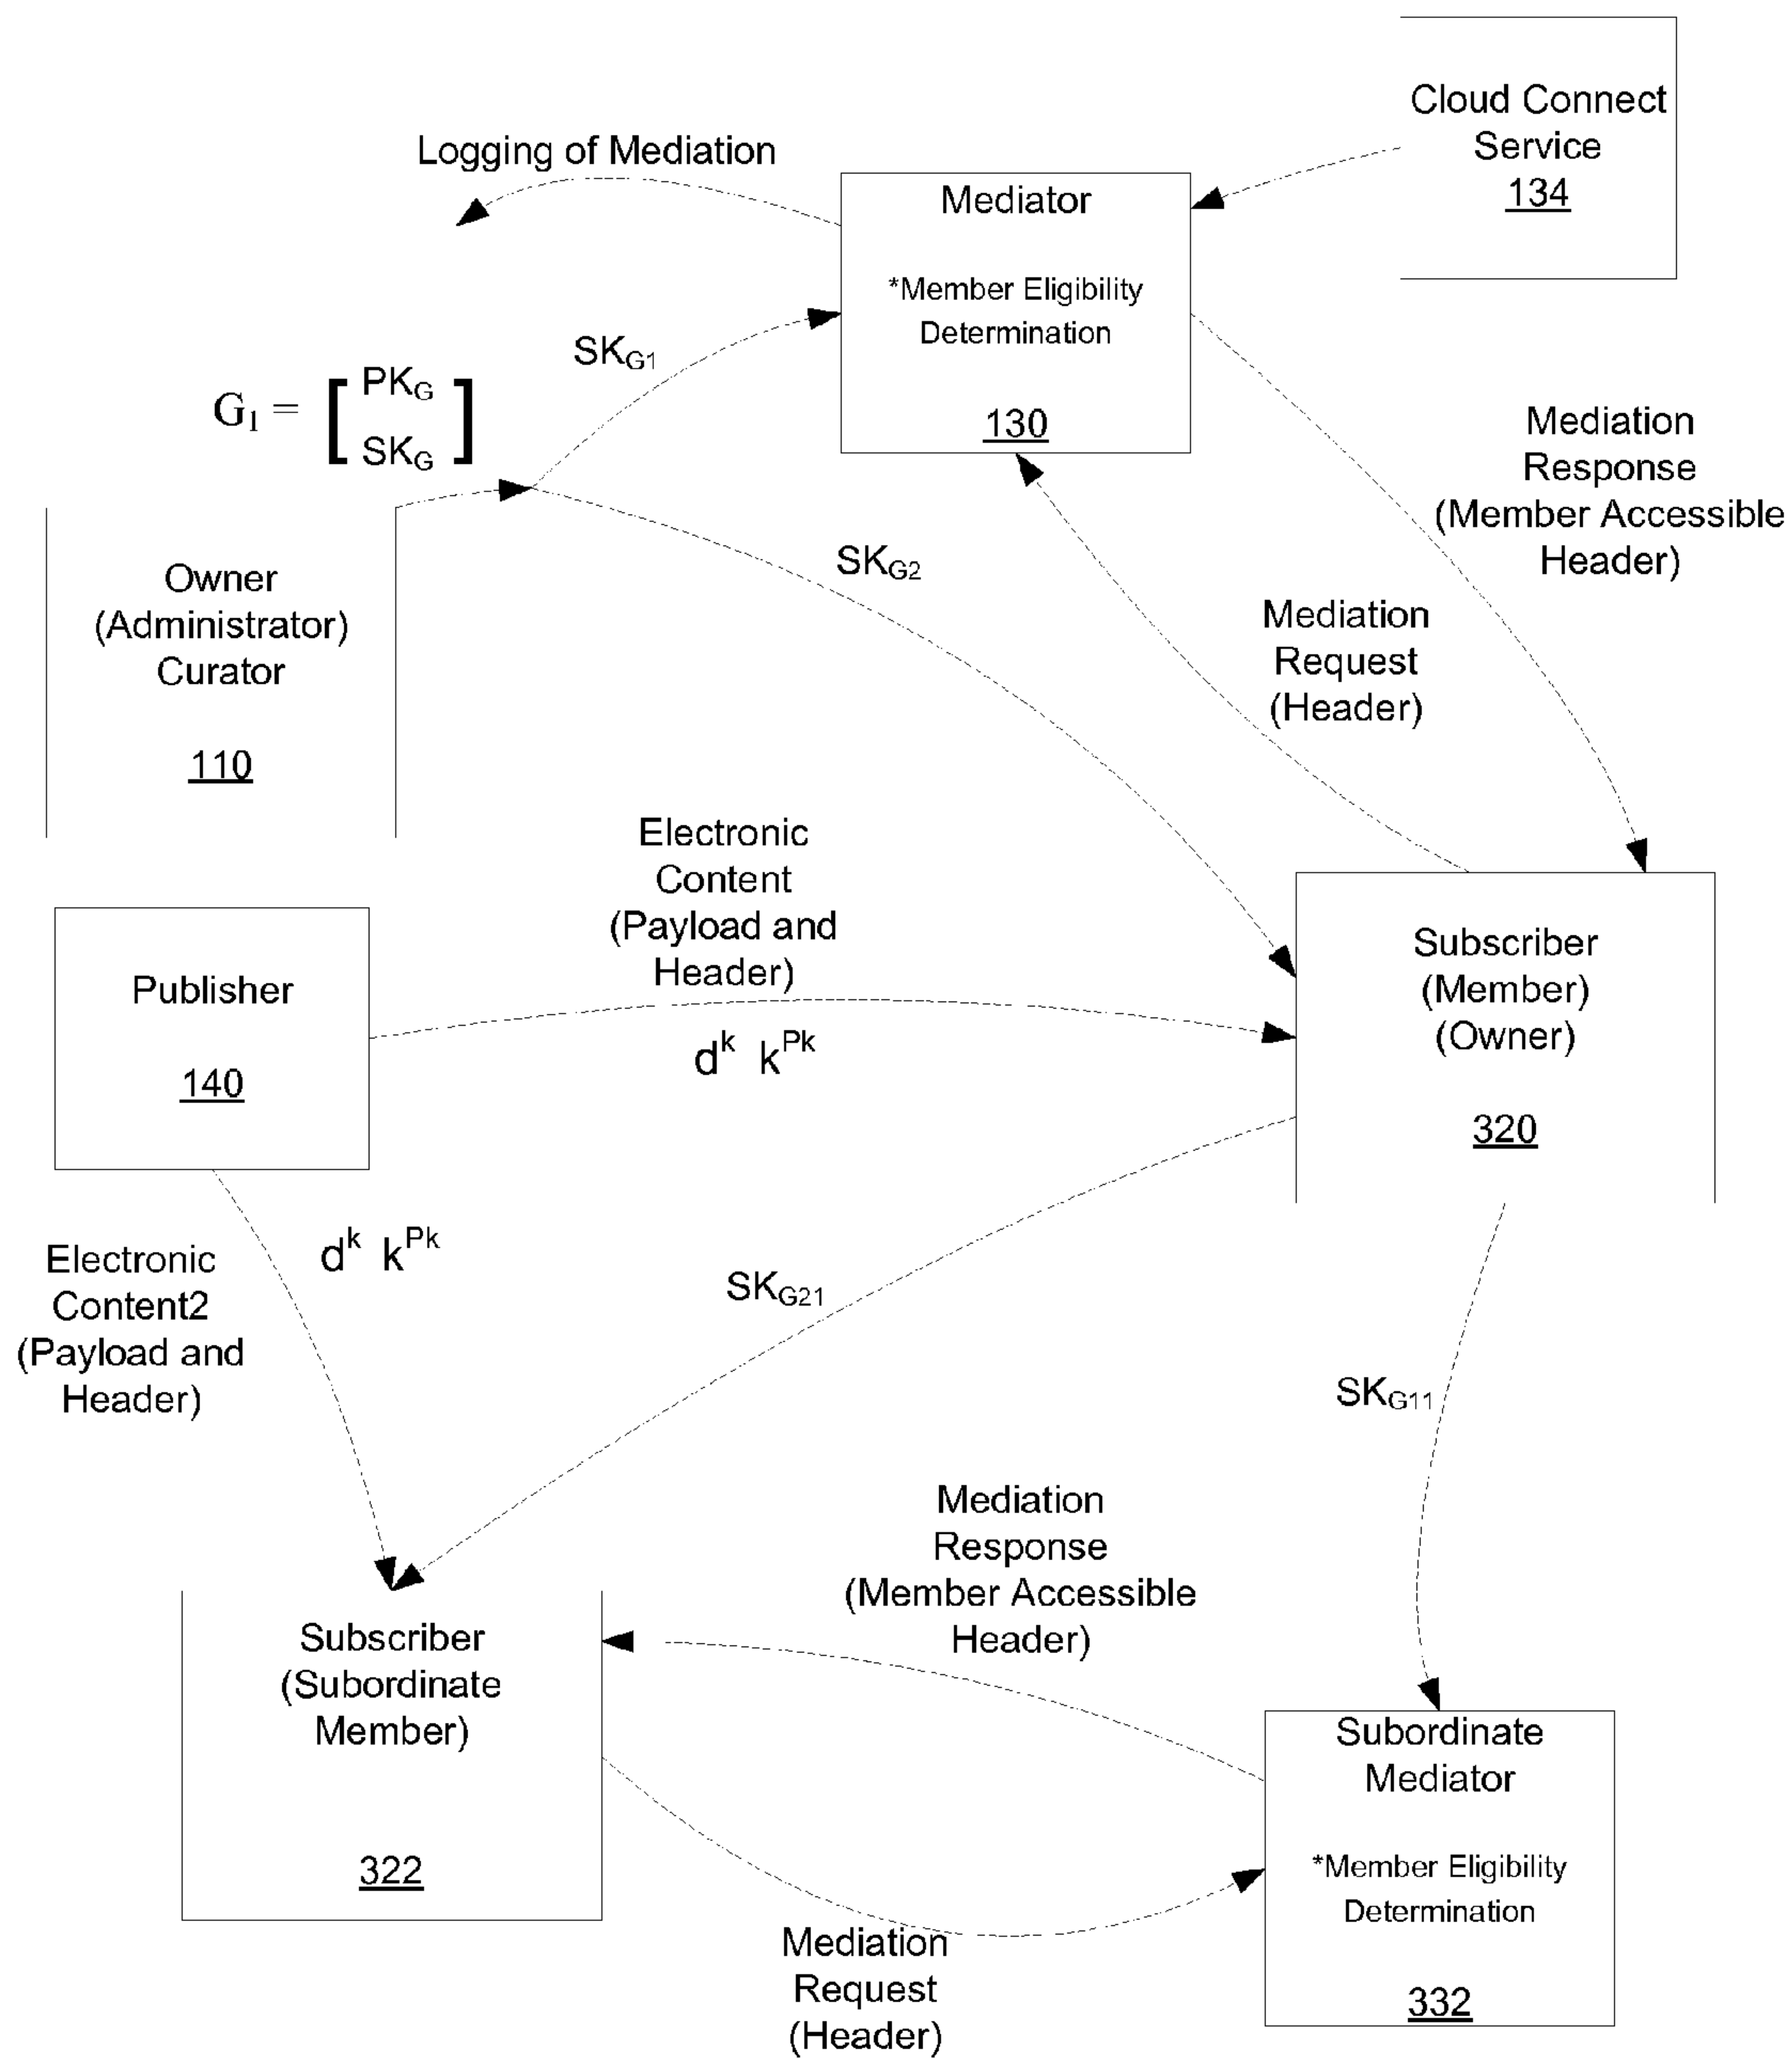 Cloud Connect
Service
134
Logging of Mediation
Mediator
*Member Eligibility
Determination
130
SKG1
G1 = [ PKG
SKG ]
Mediation
Response
(Member Accessible
Header)
Owner
(Administrator)
Curator
110
SKG2
Mediation
Request
(Header)
Electronic
Content
(Payload and
Header)
dk kPk
Publisher
140
Subscriber
(Member)
(Owner)
320
Electronic
Content2
(Payload and
Header)
dk kPk
SKG21
SKG11
Mediation
Response
(Member Accessible
Header)
Subscriber
(Subordinate
Member)
322
Subordinate
Mediator
*Member Eligibility
Determination
332
Mediation
Request
(Header)